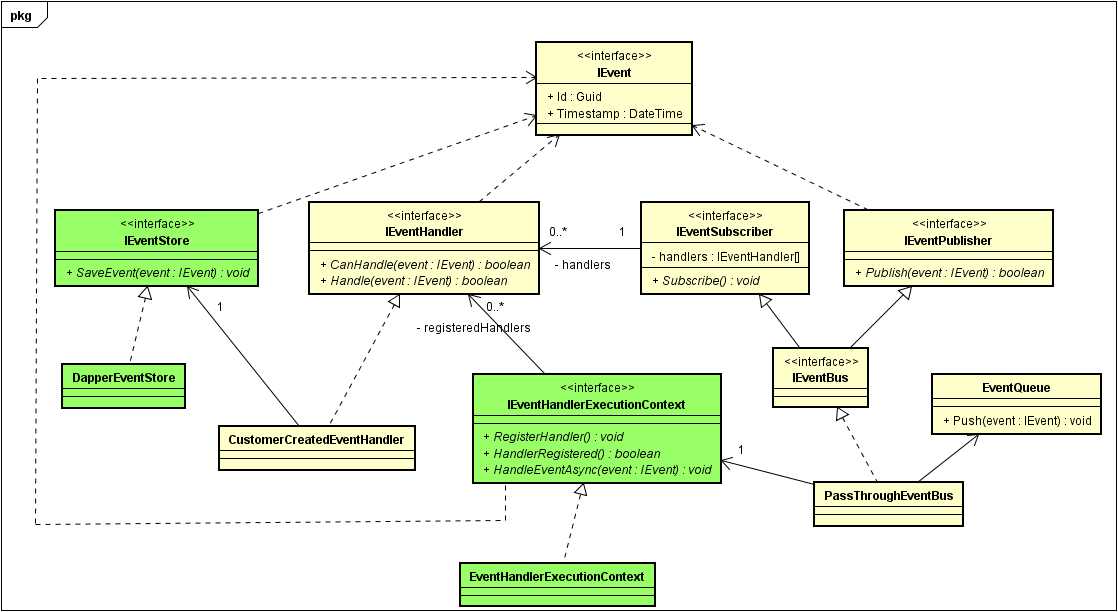 pkg
<<interface>>
IEvent
+ Id : Guid
+ Timestamp : DateTime
<<interface>>
IEventStore
+ SaveEvent(event : IEvent) : void
<<interface>>
IEventHandler
+ CanHandle(event : IEvent) : boolean
+ Handle(event : IEvent) : boolean
0..*
1
- handlers
<<interface>>
IEventSubscriber
- handlers : IEventHandler[]
+ Subscribe() : void
<<interface>>
IEventPublisher
+ Publish(event : IEvent) : boolean
1
0..*
- registeredHandlers
DapperEventStore
CustomerCreatedEventHandler
<<interface>>
IEventHandlerExecutionContext
+ RegisterHandler() : void
+ HandlerRegistered() : boolean
+ HandleEventAsync(event : IEvent) : void
<<interface>>
IEventBus
EventQueue
+ Push(event : IEvent) : void
1
PassThroughEventBus
EventHandlerExecutionContext